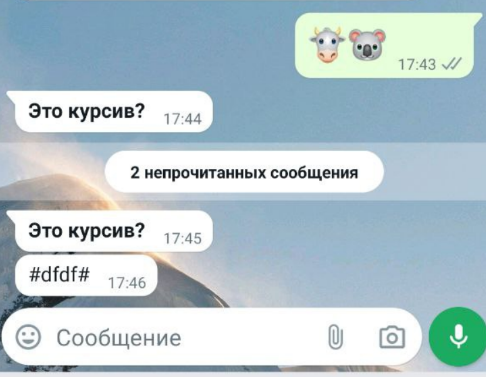 🐮🐨
17:43
Это курсив? 17:44
2 непрочитанных сообщения
Это курсив? 17:45
#dfdf# 17:46
Сообщение